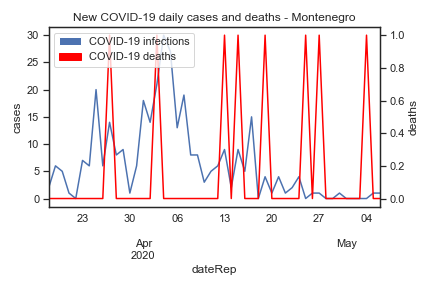 New COVID-19 daily cases and deaths - Montenegro
COVID-19 infections
COVID-19 deaths
30
25
20
15
10
5
0
cases
1.0
0.8
0.6
0.4
0.2
0.0
deaths
23 30 06 13 20 27 04
Apr May
2020
dateRep